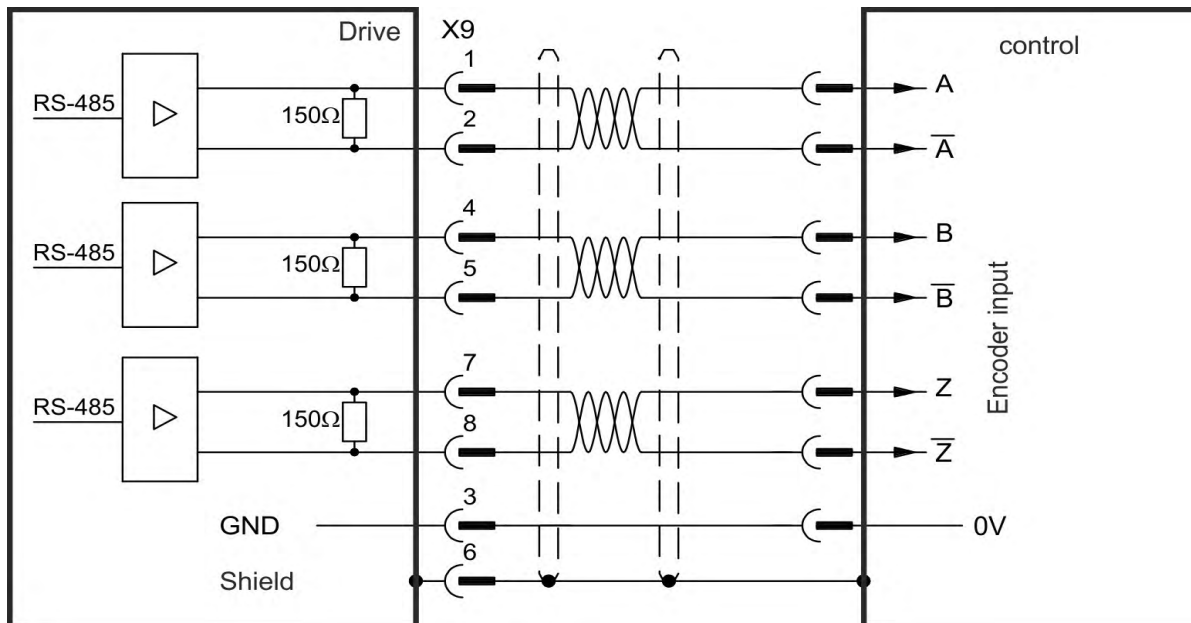 Drive X9 control
1
RS-485 150Ω A
2
A̅
4
RS-485 150Ω B
5
B̅
Encoder input
7
RS-485 150Ω Z
8
Z̅
3
GND 0V
6
Shield